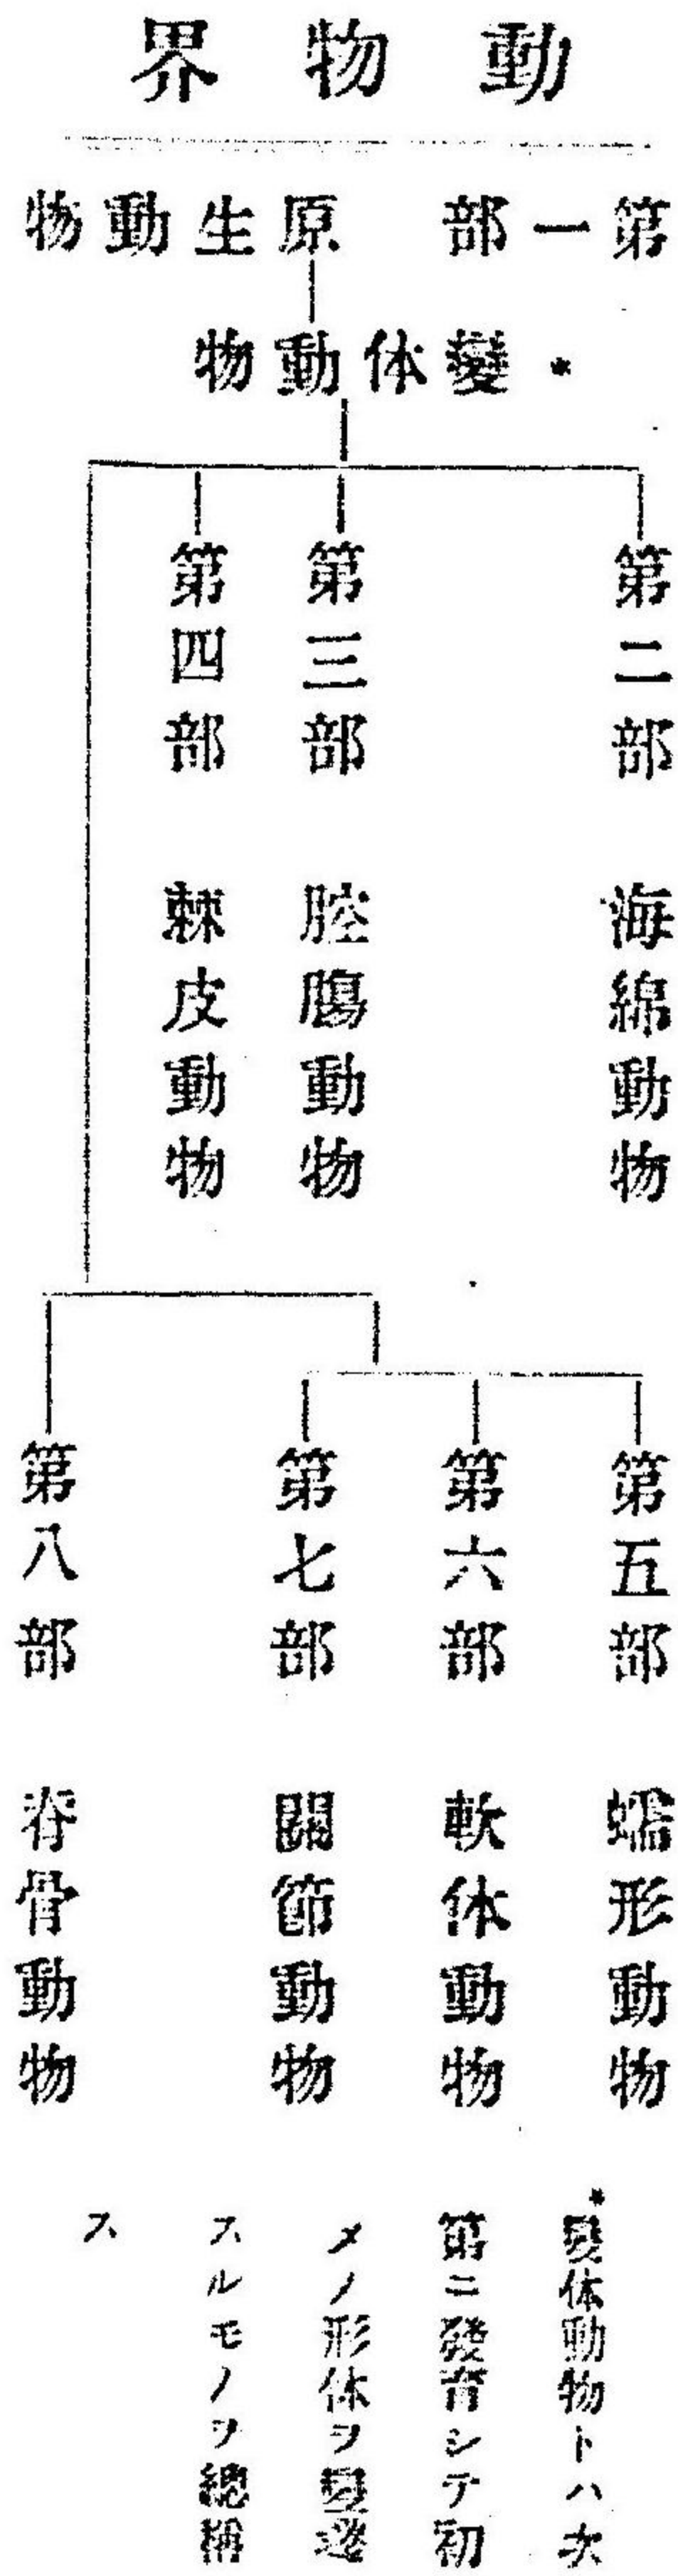 動物界
第一部 原生動物
*變体動物
第二部 海綿動物
第三部 腔腸動物
第四部 棘皮動物
第五部 蠕形動物
第六部 軟体動物
第七部 關節動物
第八部 脊骨動物
*變体動物トハ次
第ニ發育シテ初
メノ形体ヲ變遷
スルモノヲ總稱
ス